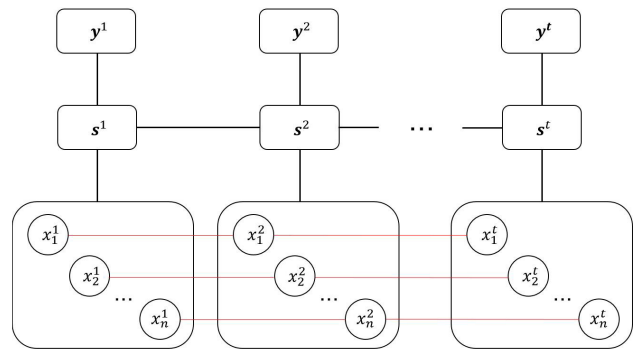 y¹ y² yᵗ
s¹ s² ⋯ sᵗ
x₁¹ x₁² x₁ᵗ
x₂¹ x₂² x₂ᵗ
⋯ ⋯ ⋯
xₙ¹ xₙ² xₙᵗ